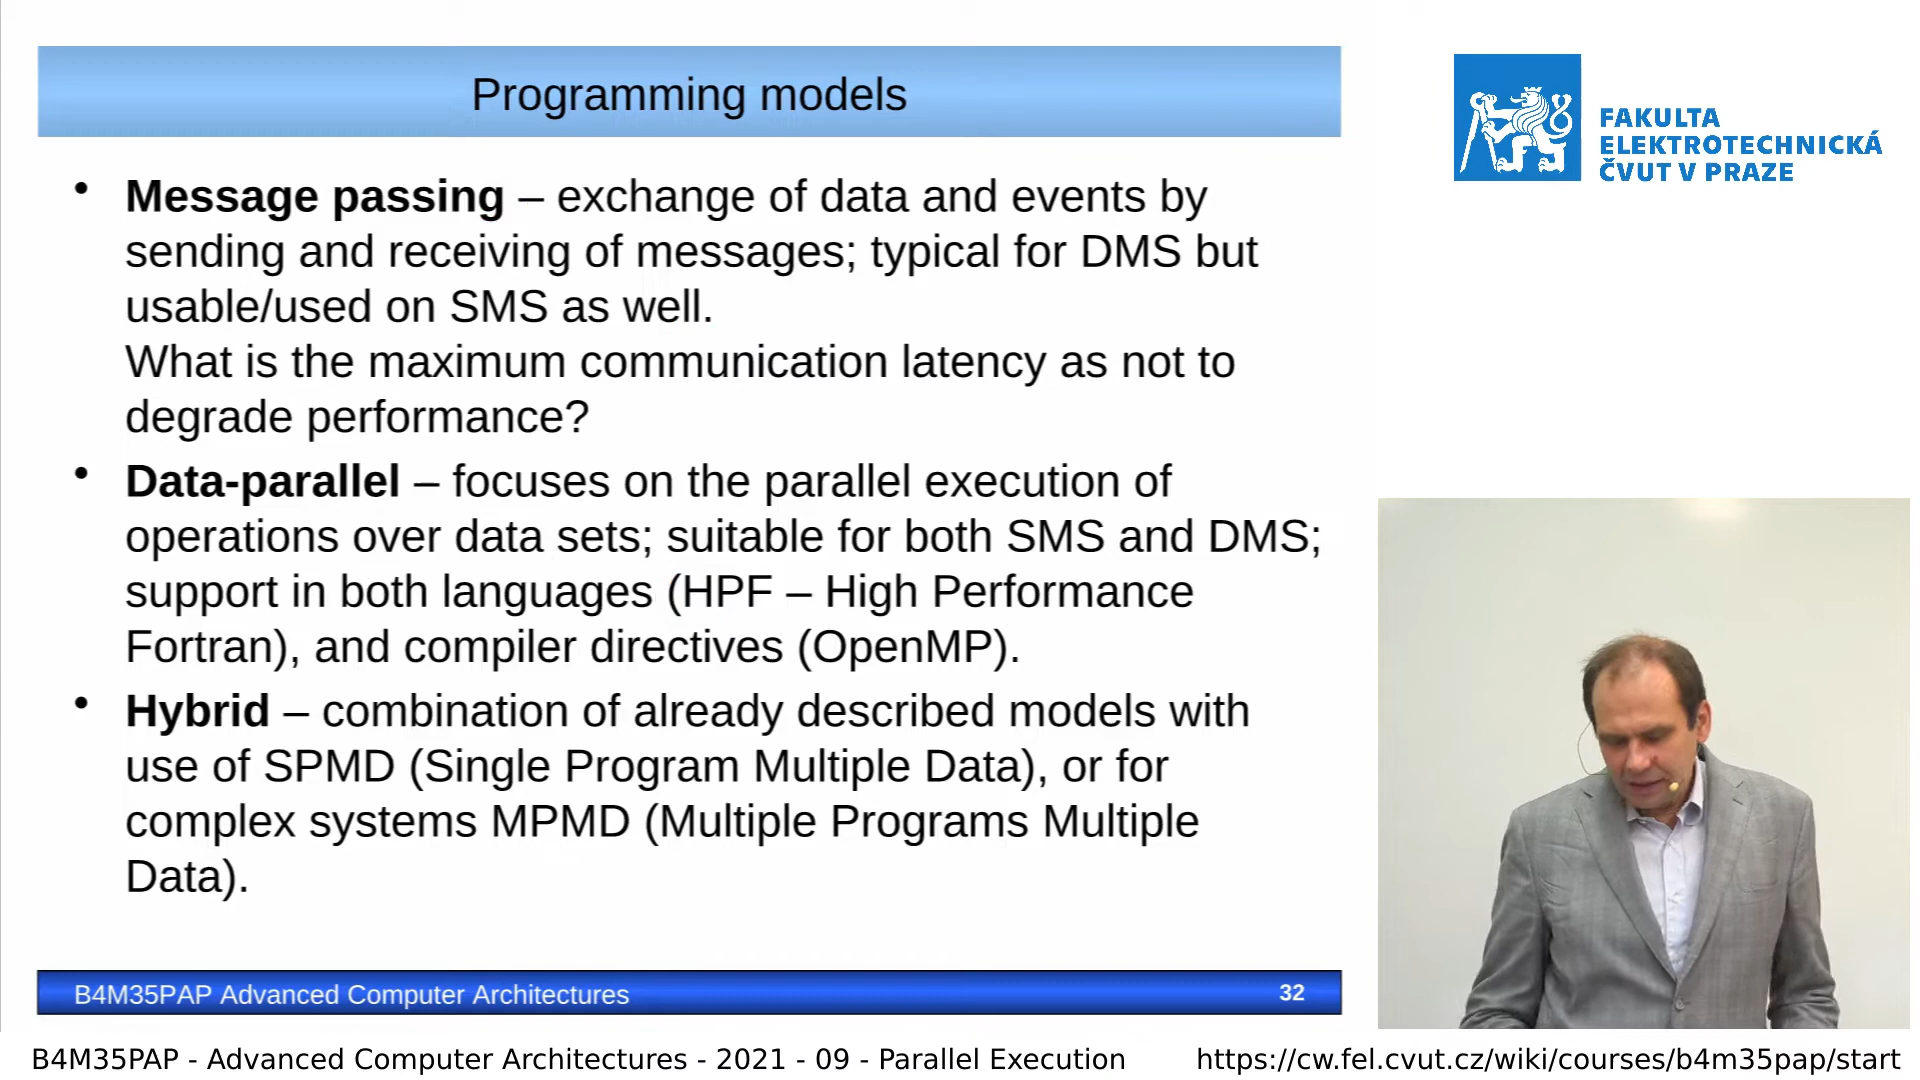 Programming models
• Message passing – exchange of data and events by
sending and receiving of messages; typical for DMS but
usable/used on SMS as well.
What is the maximum communication latency as not to
degrade performance?
• Data-parallel – focuses on the parallel execution of
operations over data sets; suitable for both SMS and DMS;
support in both languages (HPF – High Performance
Fortran), and compiler directives (OpenMP).
• Hybrid – combination of already described models with
use of SPMD (Single Program Multiple Data), or for
complex systems MPMD (Multiple Programs Multiple
Data).
B4M35PAP Advanced Computer Architectures
32
FAKULTA
ELEKTROTECHNICKÁ
ČVUT V PRAZE
B4M35PAP - Advanced Computer Architectures - 2021 - 09 - Parallel Execution
https://cw.fel.cvut.cz/wiki/courses/b4m35pap/start